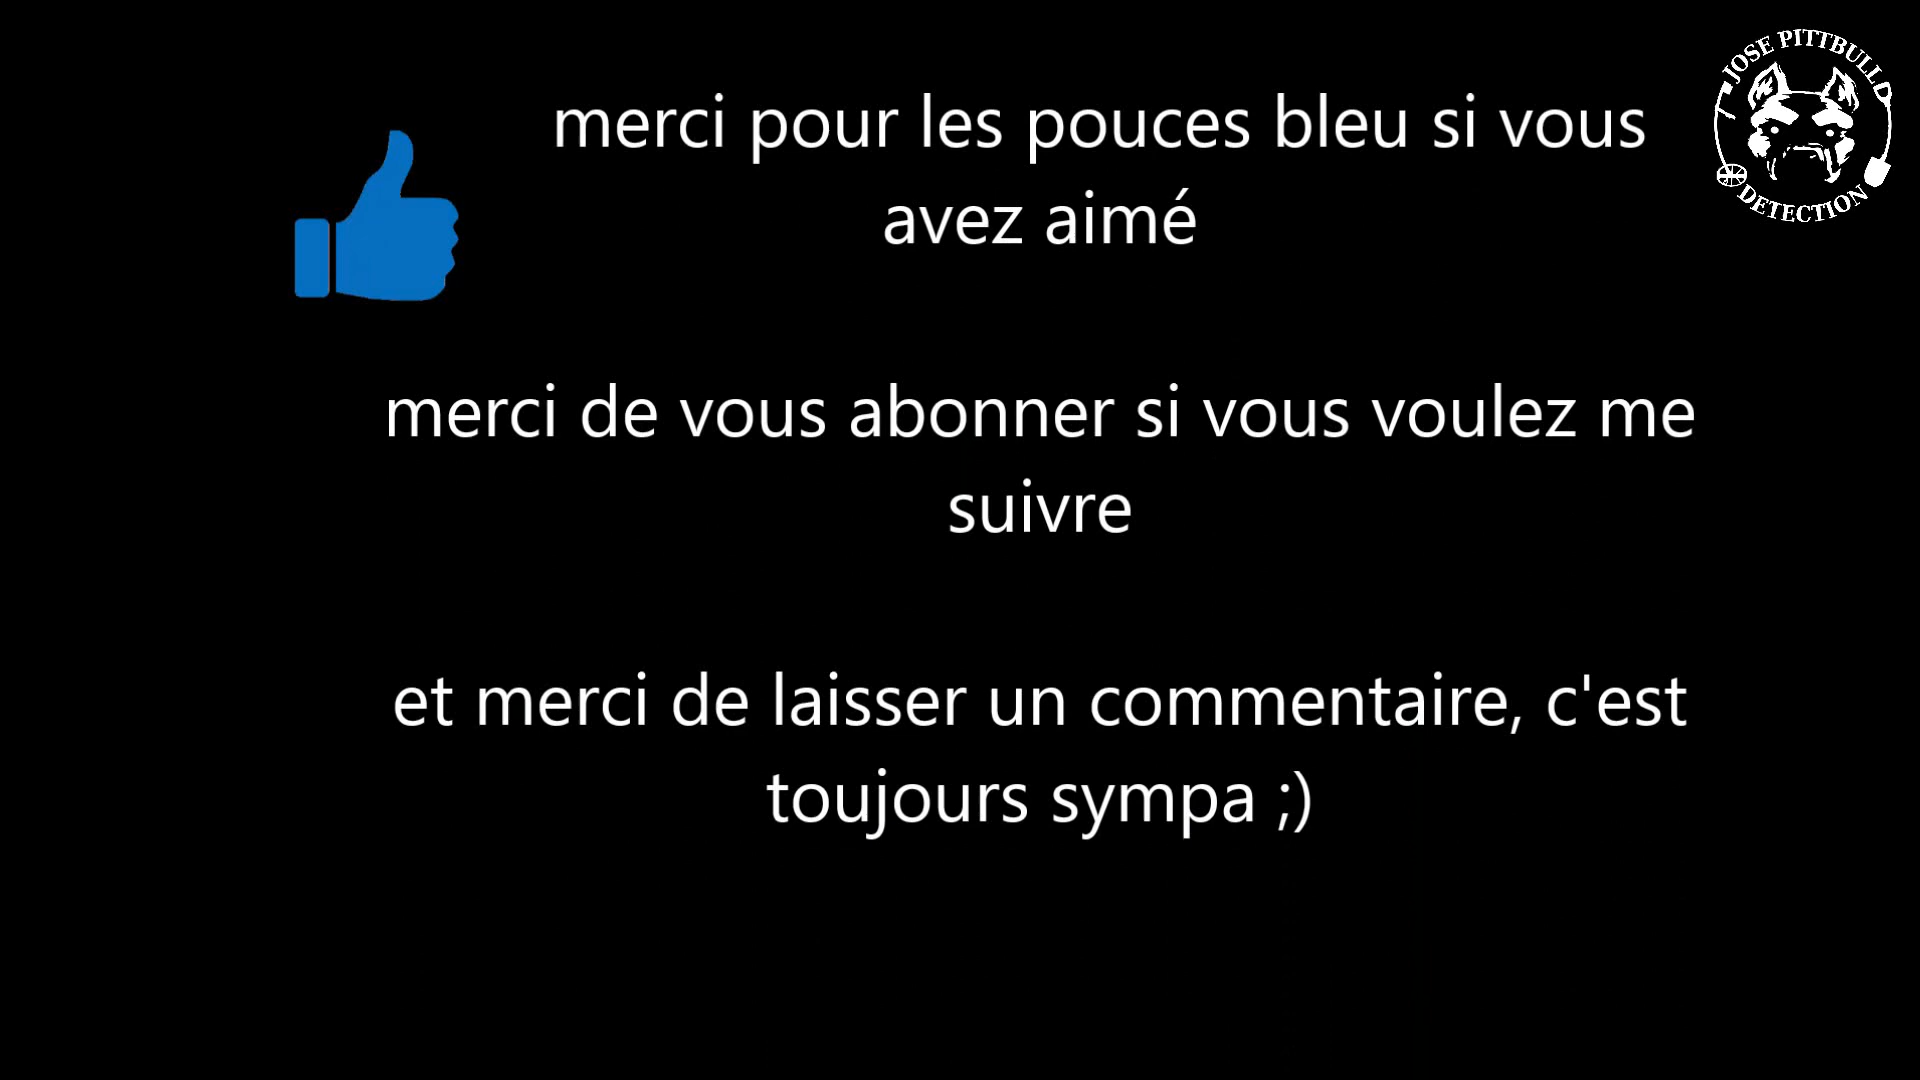 JOSE PITTBULL
DETECTION
merci pour les pouces bleu si vous
avez aimé
merci de vous abonner si vous voulez me
suivre
et merci de laisser un commentaire, c'est
toujours sympa ;)